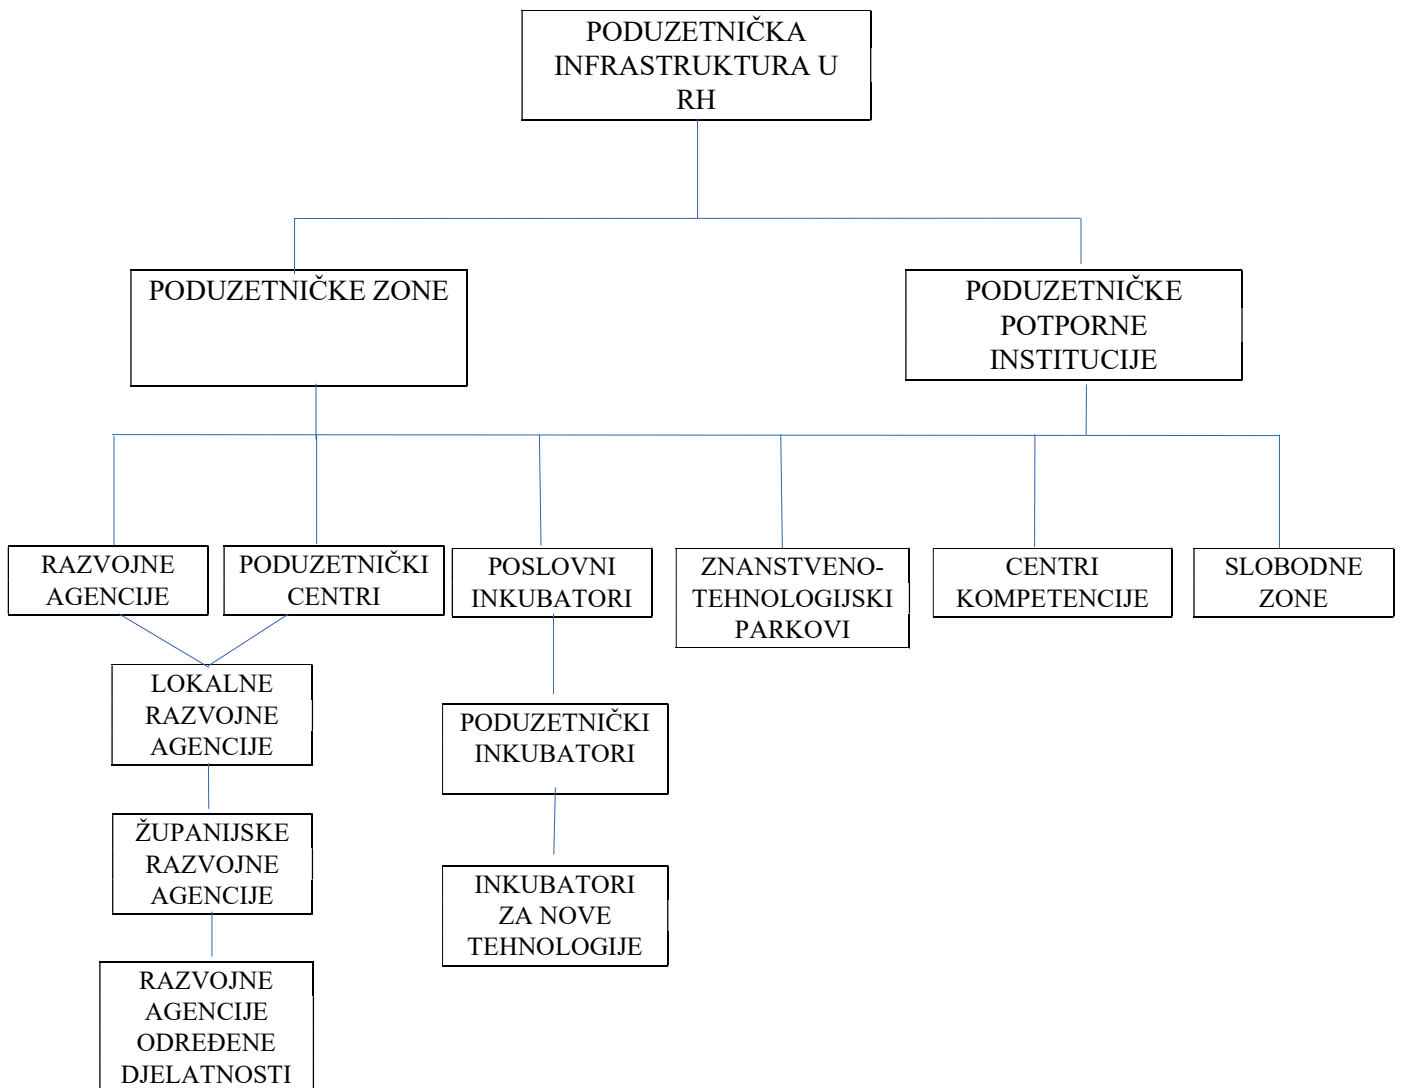 PODUZETNIČKA
INFRASTRUKTURA U
RH
PODUZETNIČKE ZONE
PODUZETNIČKE
POTPORNE
INSTITUCIJE
RAZVOJNE
AGENCIJE
PODUZETNIČKI
CENTRI
POSLOVNI
INKUBATORI
ZNANSTVENO-
TEHNOLOGIJSKI
PARKOVI
CENTRI
KOMPETENCIJE
SLOBODNE
ZONE
LOKALNE
RAZVOJNE
AGENCIJE
PODUZETNIČKI
INKUBATORI
ŽUPANIJSKE
RAZVOJNE
AGENCIJE
INKUBATORI
ZA NOVE
TEHNOLOGIJE
RAZVOJNE
AGENCIJE
ODREĐENE
DJELATNOSTI